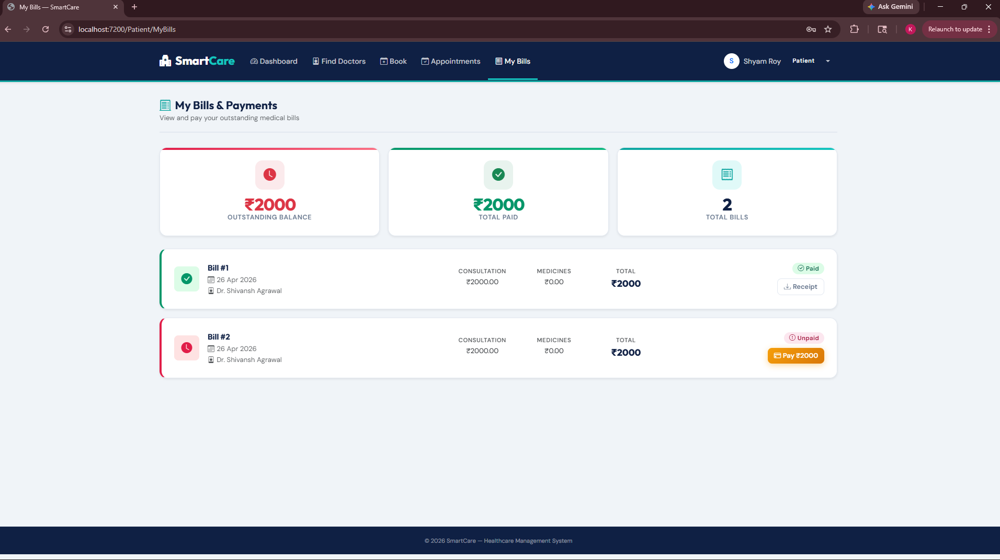 My Bills — SmartCare
Ask Gemini
localhost:7200/Patient/MyBills
K
Relaunch to update
SmartCare
Dashboard
Find Doctors
Book
Appointments
My Bills
S
Shyam Roy
Patient
My Bills & Payments
View and pay your outstanding medical bills
₹2000
OUTSTANDING BALANCE
₹2000
TOTAL PAID
2
TOTAL BILLS
Bill #1
26 Apr 2026
Dr. Shivansh Agrawal
CONSULTATION
₹2000.00
MEDICINES
₹0.00
TOTAL
₹2000
Paid
Receipt
Bill #2
26 Apr 2026
Dr. Shivansh Agrawal
CONSULTATION
₹2000.00
MEDICINES
₹0.00
TOTAL
₹2000
Unpaid
Pay ₹2000
© 2026 SmartCare — Healthcare Management System